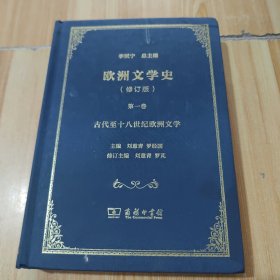 李赋宁 总主编
欧洲文学史
（修订版）
第一卷
古代至十八世纪欧洲文学
主编 刘意青 罗经国
修订主编 刘意青 罗芃
商务印书馆